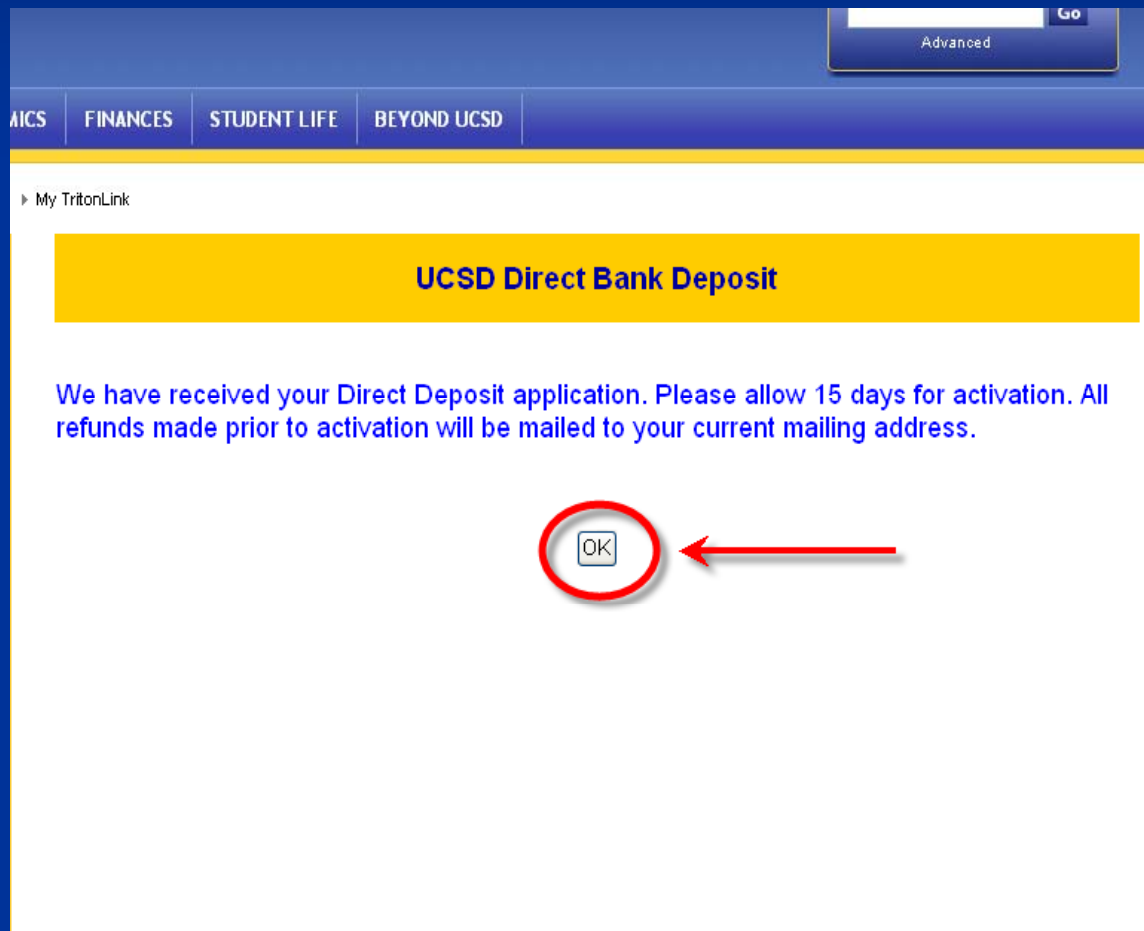 Go
Advanced
FINANCES
STUDENT LIFE
BEYOND UCSD
My TritonLink
UCSD Direct Bank Deposit
We have received your Direct Deposit application. Please allow 15 days for activation. All
refunds made prior to activation will be mailed to your current mailing address.
OK